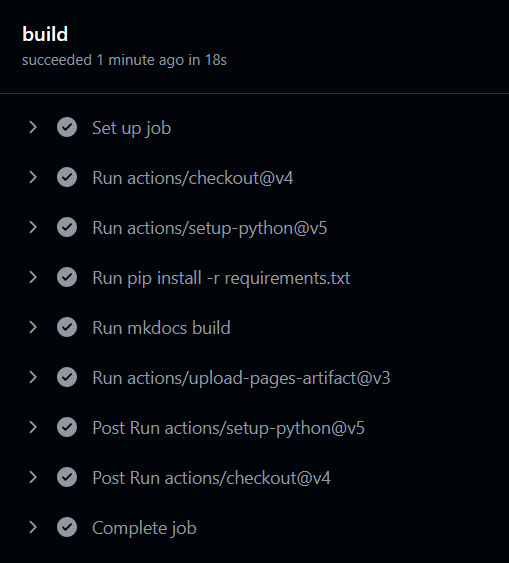 build
succeeded 1 minute ago in 18s
Set up job
Run actions/checkout@v4
Run actions/setup-python@v5
Run pip install -r requirements.txt
Run mkdocs build
Run actions/upload-pages-artifact@v3
Post Run actions/setup-python@v5
Post Run actions/checkout@v4
Complete job